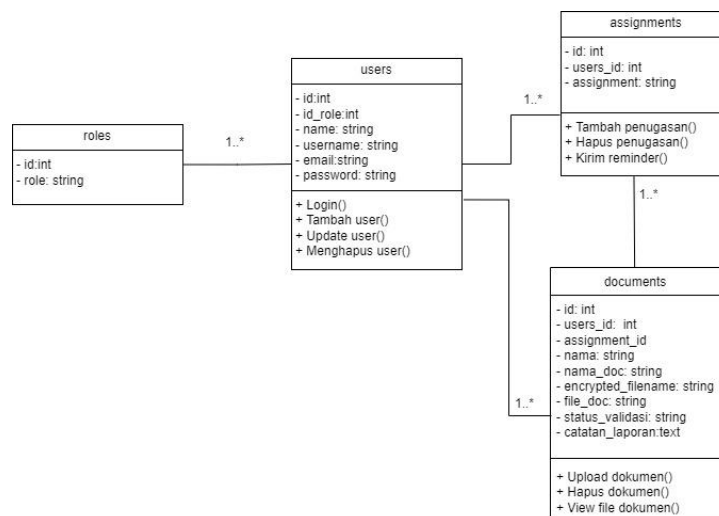 roles
- id:int
- role: string
1..*
users
- id:int
- id_role:int
- name: string
- username: string
- email:string
- password: string
+ Login()
+ Tambah user()
+ Update user()
+ Menghapus user()
1..*
assignments
- id: int
- users_id: int
- assignment: string
+ Tambah penugasan()
+ Hapus penugasan()
+ Kirim reminder()
1..*
1..*
documents
- id: int
- users_id: int
- assignment_id
- nama: string
- nama_doc: string
- encrypted_filename: string
- file_doc: string
- status_validasi: string
- catatan_laporan:text
+ Upload dokumen()
+ Hapus dokumen()
+ View file dokumen()